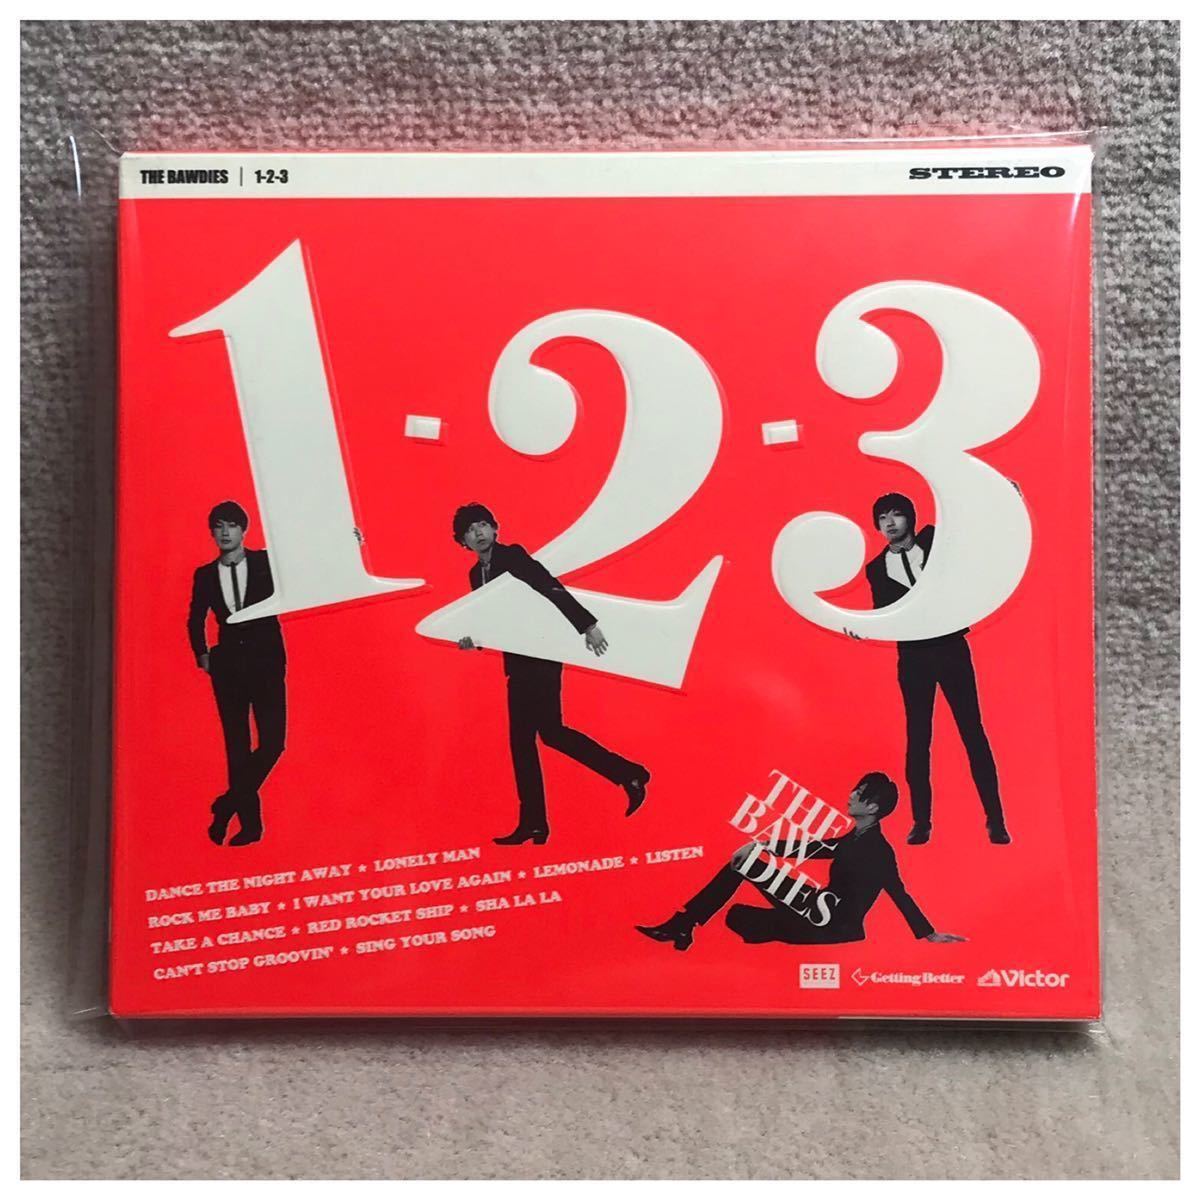 THE BAWDIES | 1-2-3
STEREO
1-2-3
THE
BAW
DIES
DANCE THE NIGHT AWAY ★ LONELY MAN
ROCK ME BABY ★ I WANT YOUR LOVE AGAIN ★ LEMONADE ★ LISTEN
TAKE A CHANCE ★ RED ROCKET SHIP ★ SHA LA LA
CAN'T STOP GROOVIN' ★ SING YOUR SONG
SEEZ
Getting Better
Victor